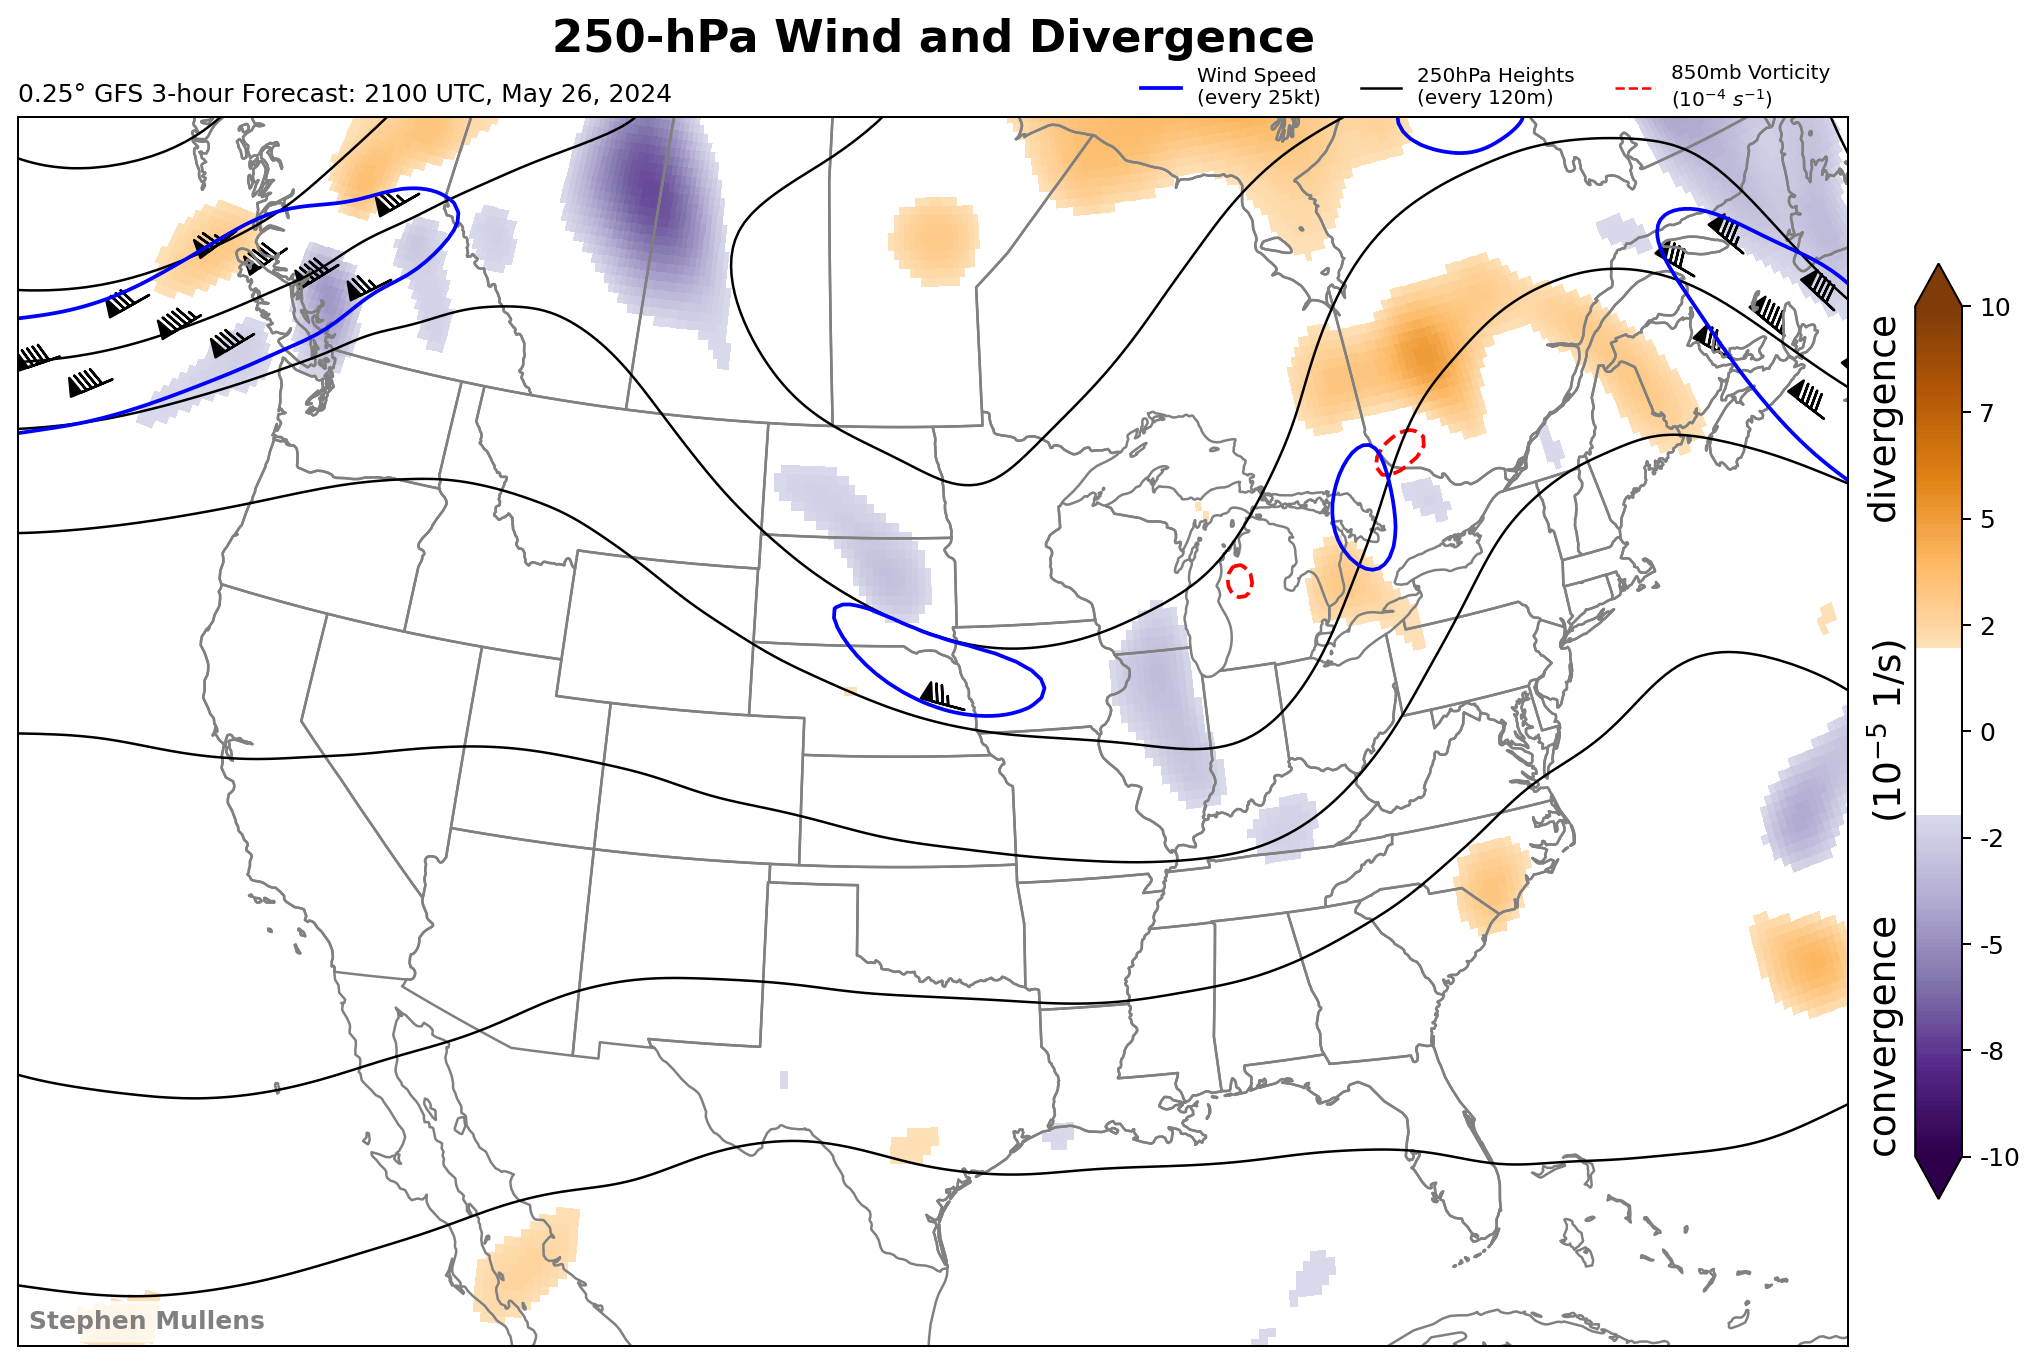 250-hPa Wind and Divergence
0.25° GFS 3-hour Forecast: 2100 UTC, May 26, 2024
Wind Speed
(every 25kt)
250hPa Heights
(every 120m)
850mb Vorticity
(10⁻⁴ s⁻¹)
10
7
5
2
0
-2
-5
-8
-10
convergence (10⁻⁵ 1/s) divergence
Stephen Mullens